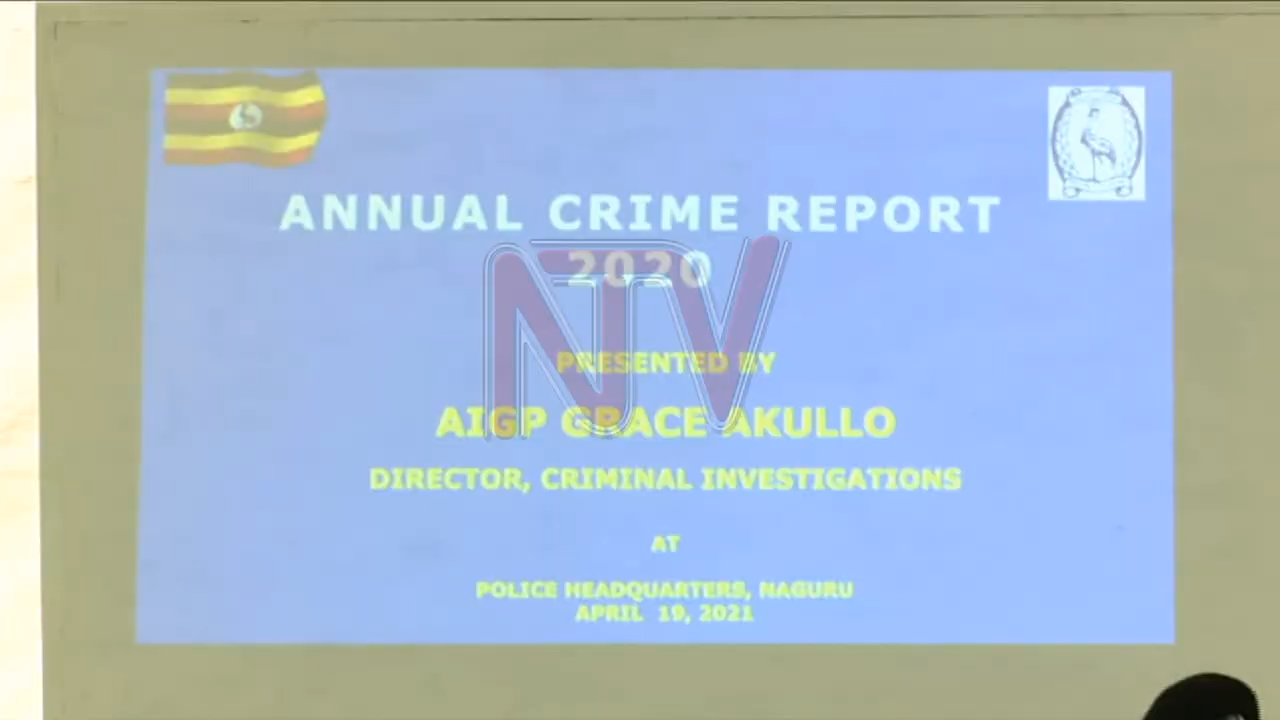 ANNUAL CRIME REPORT
2020
NTV
PRESENTED BY
AIGP GRACE AKULLO
DIRECTOR, CRIMINAL INVESTIGATIONS
AT
POLICE HEADQUARTERS, NAGURU
APRIL 19, 2021